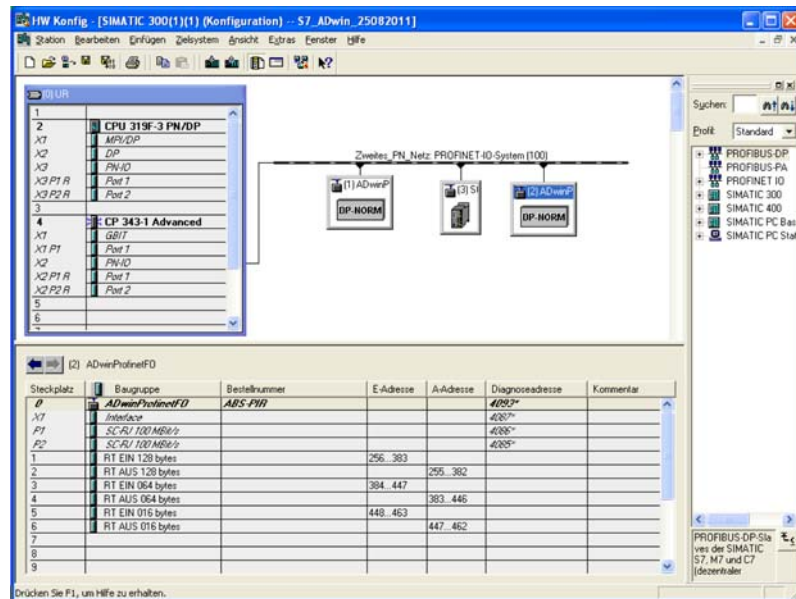 HW Konfig - [SIMATIC 300(1)(1) (Konfiguration) -- S7_ADwin_25082011]
Station Bearbeiten Einfügen Zielsystem Ansicht Extras Fenster Hilfe
(0) UR
1
2 CPU 319F-3 PN/DP
X1 MPI/DP
X2 DP
X3 PN-IO
X3 P1 R Port 1
X3 P2 R Port 2
3
4 CP 343-1 Advanced
X1 GBIT
X1 P1 Port 1
X2 PN-IO
X2 P1 R Port 1
X2 P2 R Port 2
5
6
Zweites_PN_Netz: PROFINET-IO-System (100)
(1) ADwinP
DP-NORM
(3) SI
(2) ADwinP
DP-NORM
Suchen:
Profil: Standard
PROFIBUS-DP
PROFIBUS-PA
PROFINET IO
SIMATIC 300
SIMATIC 400
SIMATIC PC Bas
SIMATIC PC Stat
(2) ADwinProfinetFO
Steckplatz Baugruppe Bestellnummer E-Adresse A-Adresse Diagnoseadresse Kommentar
0 ADwinProfinetFO ABS-PIR 4093*
X1 Interface 4087*
P1 SC-RJ 100 MBit/s 4086*
P2 SC-RJ 100 MBit/s 4085*
1 RT EIN 128 bytes 256...383
2 RT AUS 128 bytes 255...382
3 RT EIN 064 bytes 384...447
4 RT AUS 064 bytes 383...446
5 RT EIN 016 bytes 448...463
6 RT AUS 016 bytes 447...462
7
8
9
PROFIBUS-DP-Sla
ves der SIMATIC
S7, M7 und C7
(dezentraler
Drücken Sie F1, um Hilfe zu erhalten.